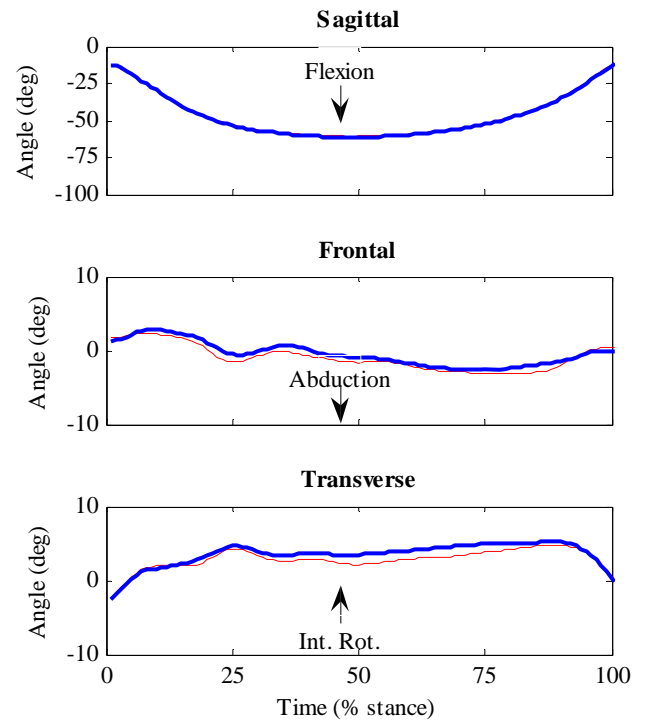 Sagittal
0
-25
-50
-75
-100
Angle (deg)
Flexion
Frontal
10
0
-10
Angle (deg)
Abduction
Transverse
10
0
-10
Angle (deg)
Int. Rot.
0
25
50
75
100
Time (% stance)